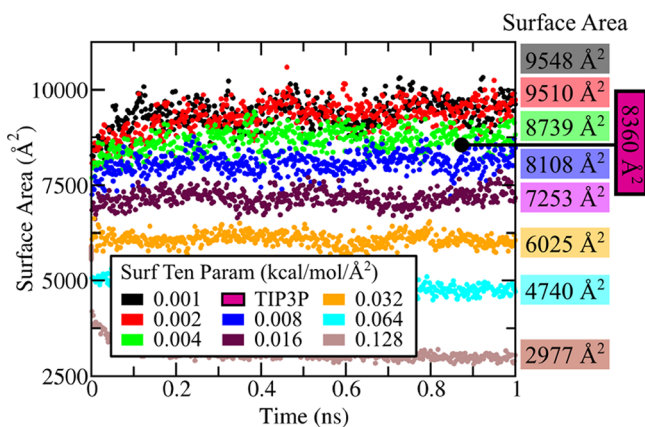 Surface Area
9548 Å²
9510 Å²
8739 Å²
8360 Å²
8108 Å²
7253 Å²
6025 Å²
4740 Å²
2977 Å²
Surface Area (Å²)
10000
7500
5000
2500
Surf Ten Param (kcal/mol/Å²)
0.001 TIP3P 0.032
0.002 0.008 0.064
0.004 0.016 0.128
0 0.2 0.4 0.6 0.8 1
Time (ns)